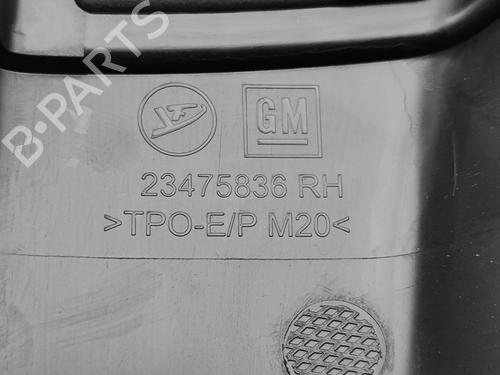 B-PARTS
GM
23475836 RH
>TPO-E/P M20<